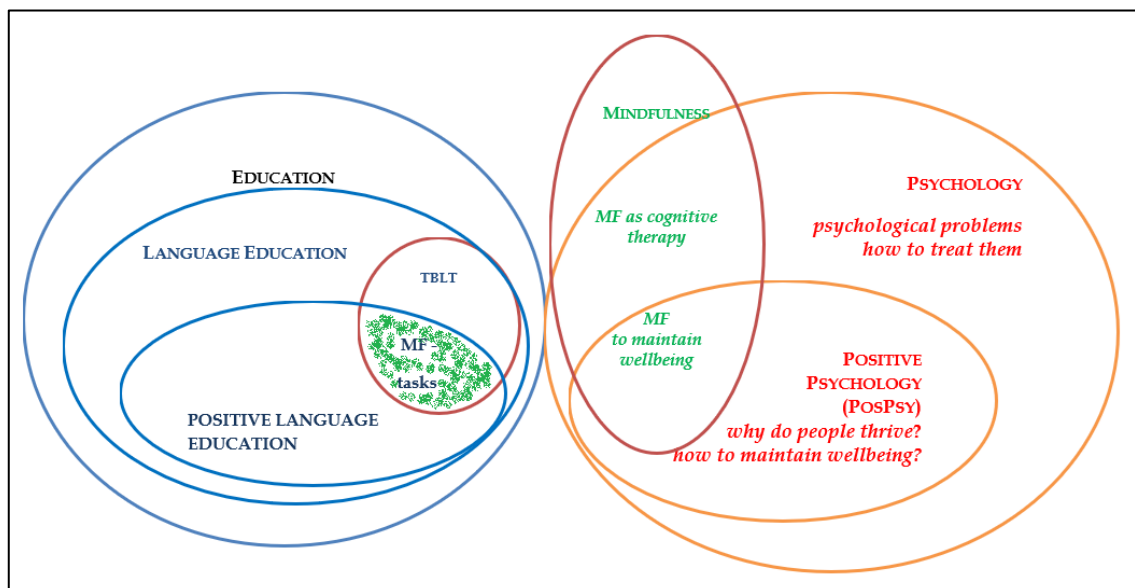 EDUCATION
LANGUAGE EDUCATION
TBLT
MF -
tasks
POSITIVE LANGUAGE
EDUCATION
MINDFULNESS
MF as cognitive
therapy
MF
to maintain
wellbeing
PSYCHOLOGY
psychological problems
how to treat them
POSITIVE
PSYCHOLOGY
(POSPSY)
why do people thrive?
how to maintain wellbeing?